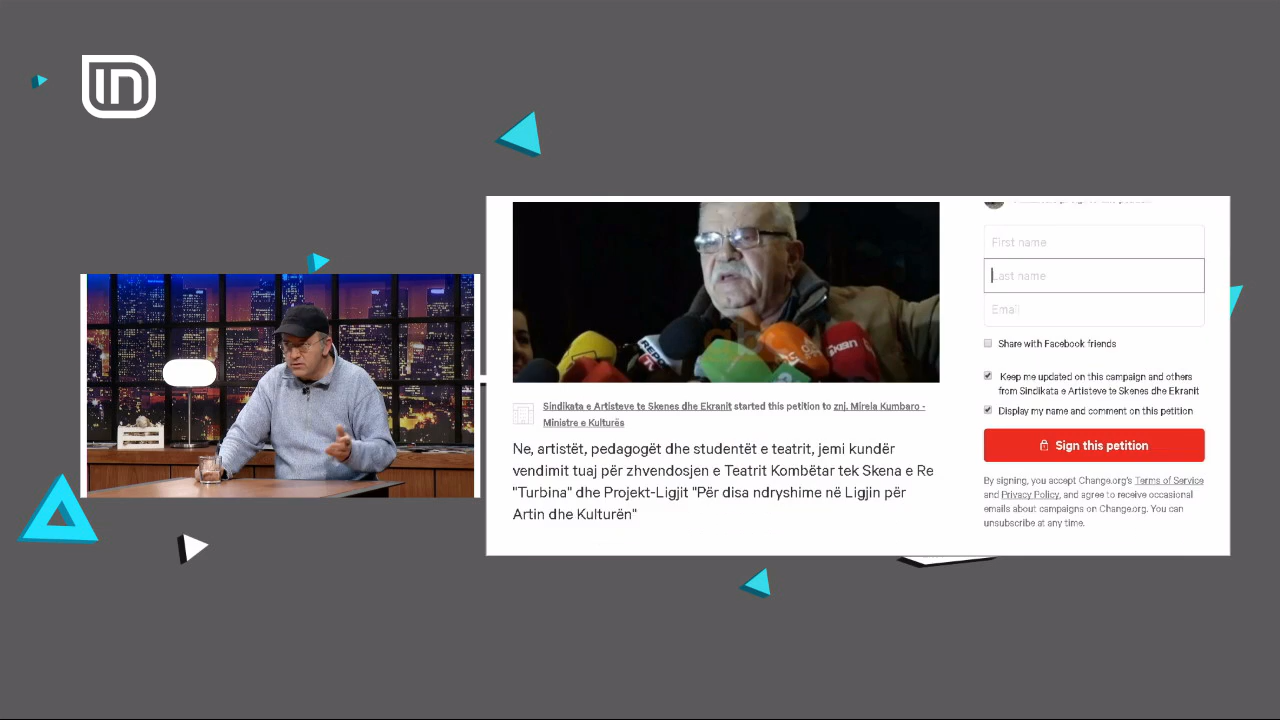 IN
First name
Last name
Email
Share with Facebook friends
Keep me updated on this campaign and others
from Sindikata e Artisteve te Skenes dhe Ekranit
Display my name and comment on this petition
Sign this petition
By signing, you accept Change.org's Terms of Service
and Privacy Policy, and agree to receive occasional
emails about campaigns on Change.org. You can
unsubscribe at any time.
REPORT
Sindikata e Artisteve te Skenes dhe Ekranit started this petition to znj. Mirela Kumbaro -
Ministre e Kulturës
Ne, artistët, pedagogët dhe studentët e teatrit, jemi kundër
vendimit tuaj për zhvendosjen e Teatrit Kombëtar tek Skena e Re
"Turbina" dhe Projekt-Ligjit "Për disa ndryshime në Ligjin për
Artin dhe Kulturën"